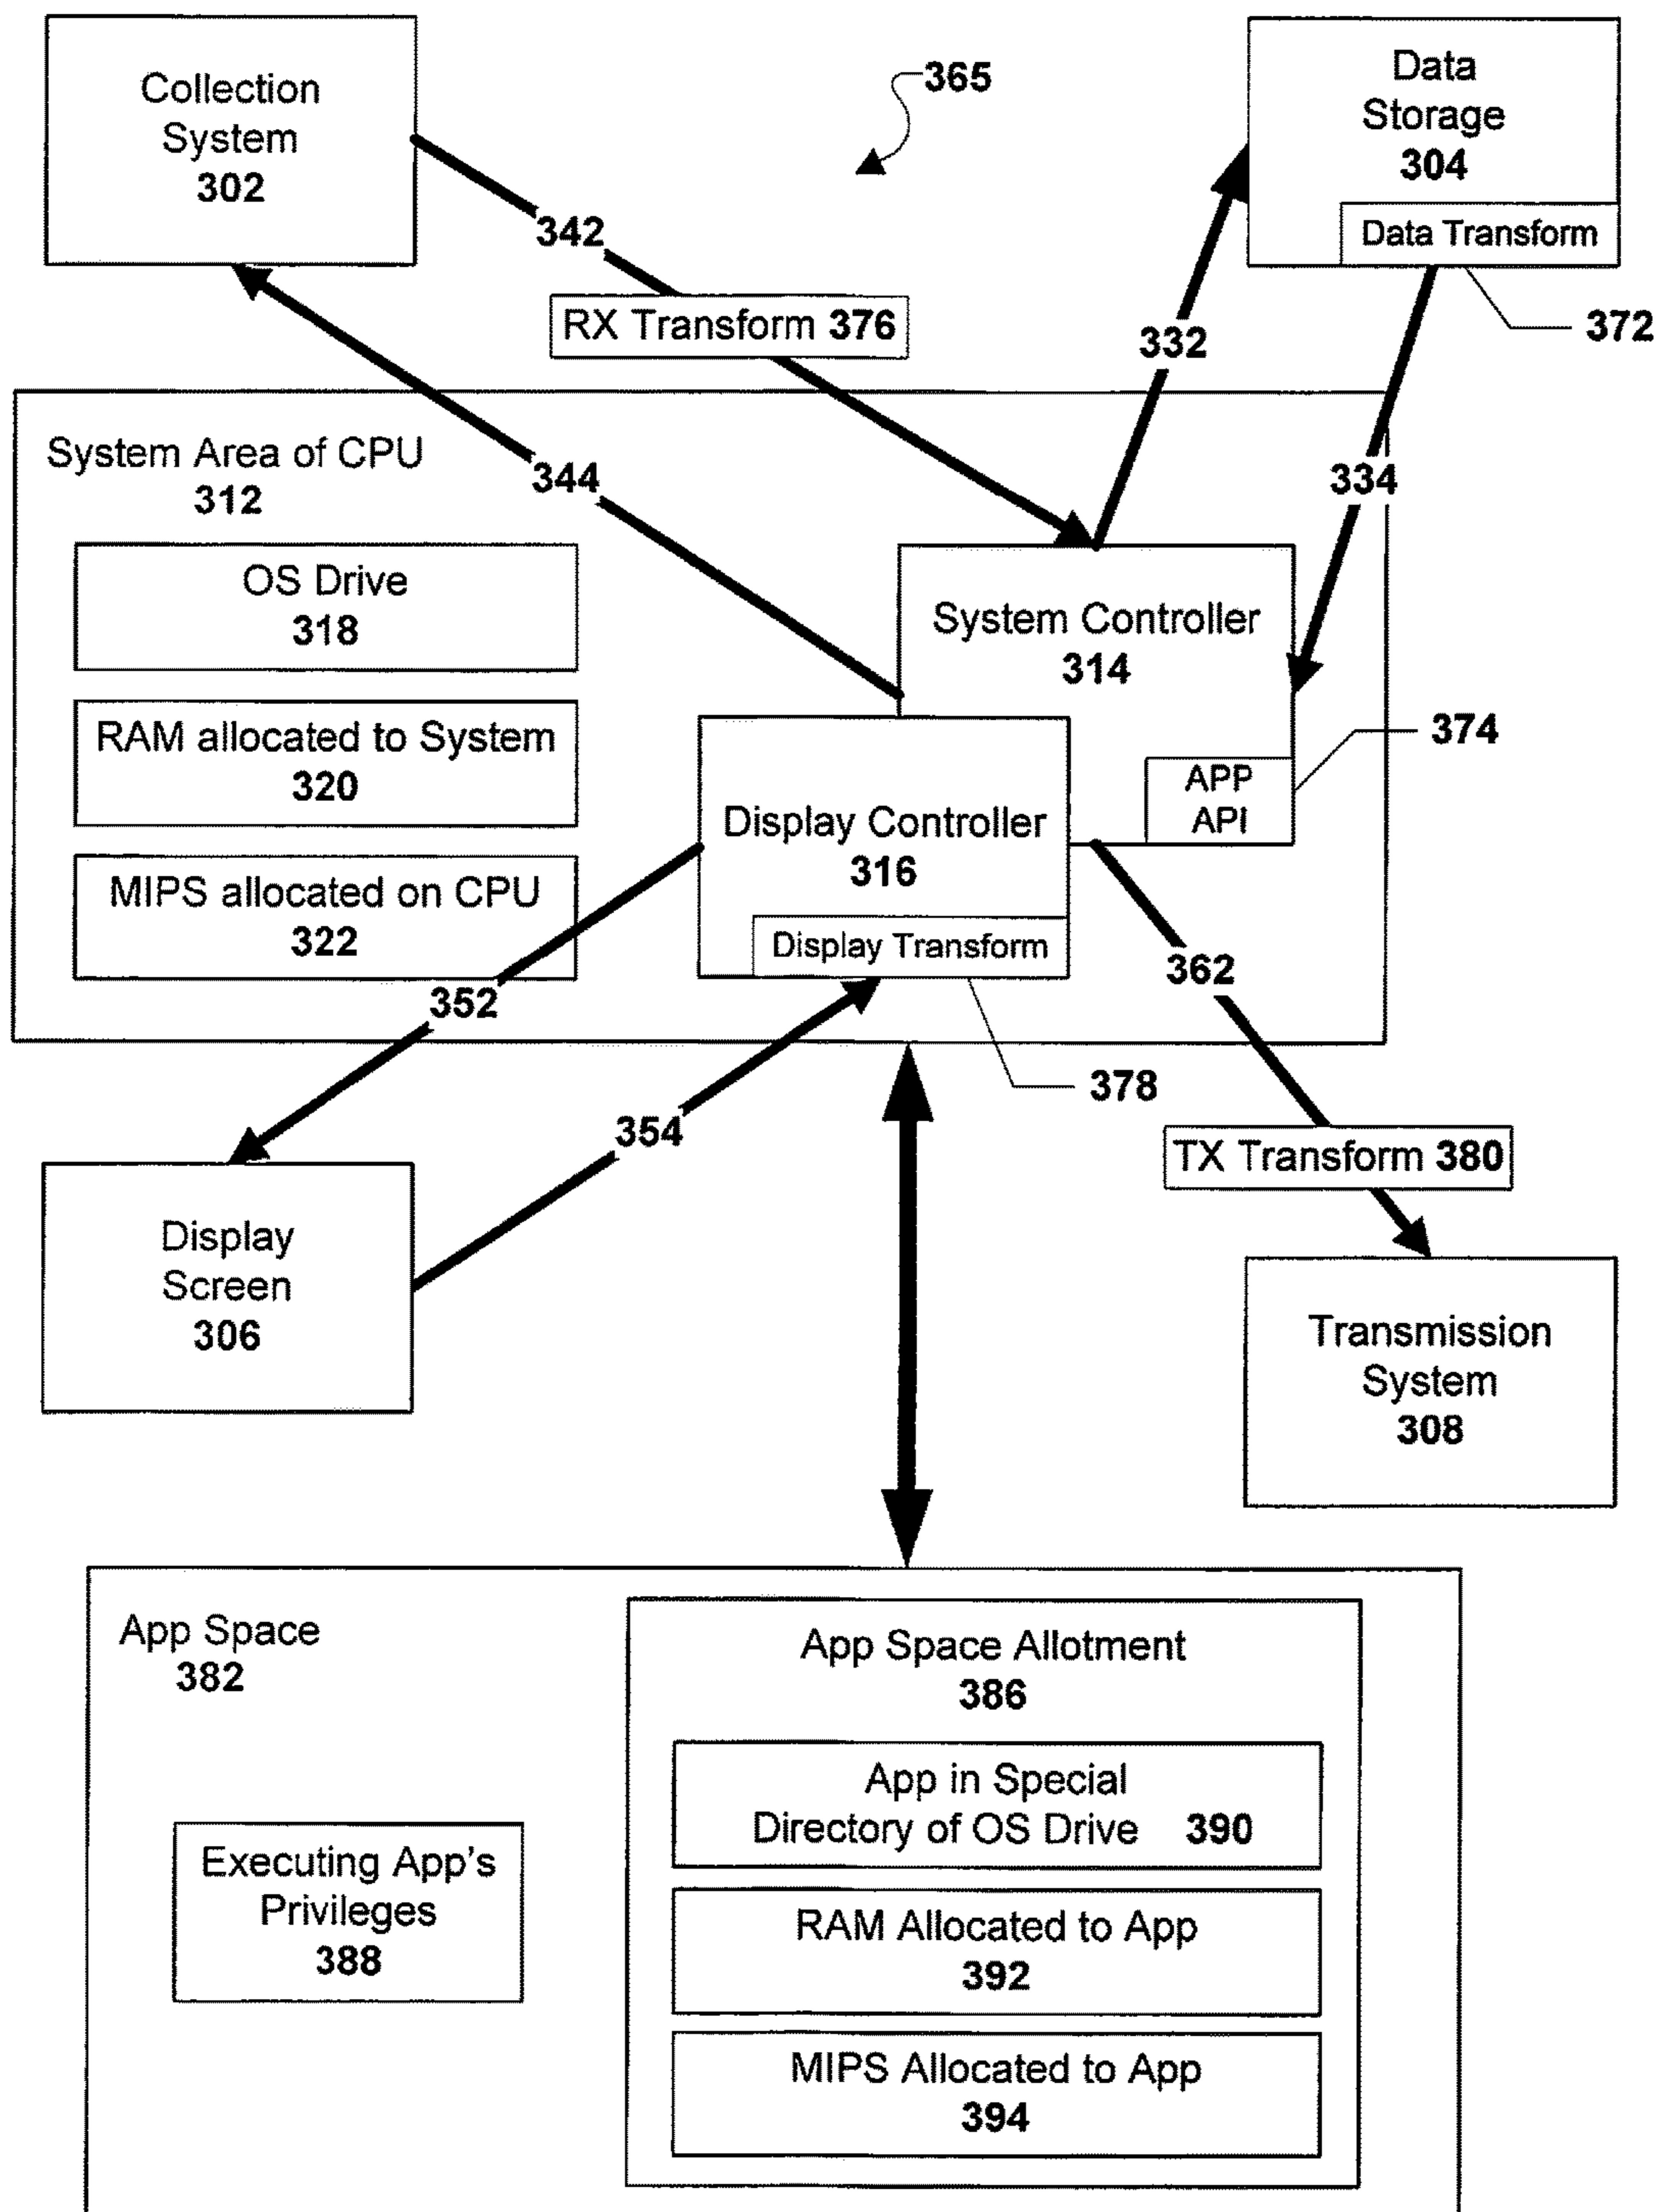 Collection
System
302
365
Data
Storage
304
Data Transform
342
RX Transform 376
332
372
System Area of CPU
312
344
334
OS Drive
318
System Controller
314
RAM allocated to System
320
374
APP
API
Display Controller
316
MIPS allocated on CPU
322
Display Transform
362
352
378
354
TX Transform 380
Display
Screen
306
Transmission
System
308
App Space
382
App Space Allotment
386
App in Special
Directory of OS Drive 390
Executing App's
Privileges
388
RAM Allocated to App
392
MIPS Allocated to App
394